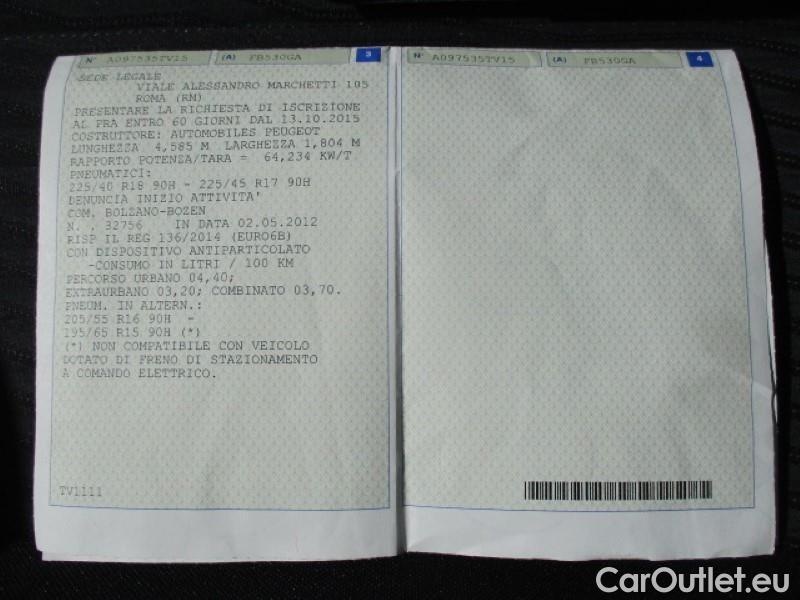 N° A097535TV15 (A) FB530GA 3
SEDE LEGALE
VIALE ALESSANDRO MARCHETTI 105
ROMA (RM)
PRESENTARE LA RICHIESTA DI ISCRIZIONE
AL PRA ENTRO 60 GIORNI DAL 13.10.2015
COSTRUTTORE: AUTOMOBILES PEUGEOT
LUNGHEZZA 4,585 M LARGHEZZA 1,804 M
RAPPORTO POTENZA/TARA = 64,234 KW/T
PNEUMATICI:
225/40 R18 90H - 225/45 R17 90H
DENUNCIA INIZIO ATTIVITA'
COM. BOLZANO-BOZEN
N. . 32756 IN DATA 02.05.2012
RISP IL REG 136/2014 (EURO6B)
CON DISPOSITIVO ANTIPARTICOLATO
-CONSUMO IN LITRI / 100 KM
PERCORSO URBANO 04,40;
EXTRAURBANO 03,20; COMBINATO 03,70.
PNEUM. IN ALTERN.:
205/55 R16 90H -
195/65 R15 90H (*)
(*) NON COMPATIBILE CON VEICOLO
DOTATO DI FRENO DI STAZIONAMENTO
A COMANDO ELETTRICO.
TV1111
N° A097535TV15 (A) FB530GA 4
CarOutlet.eu